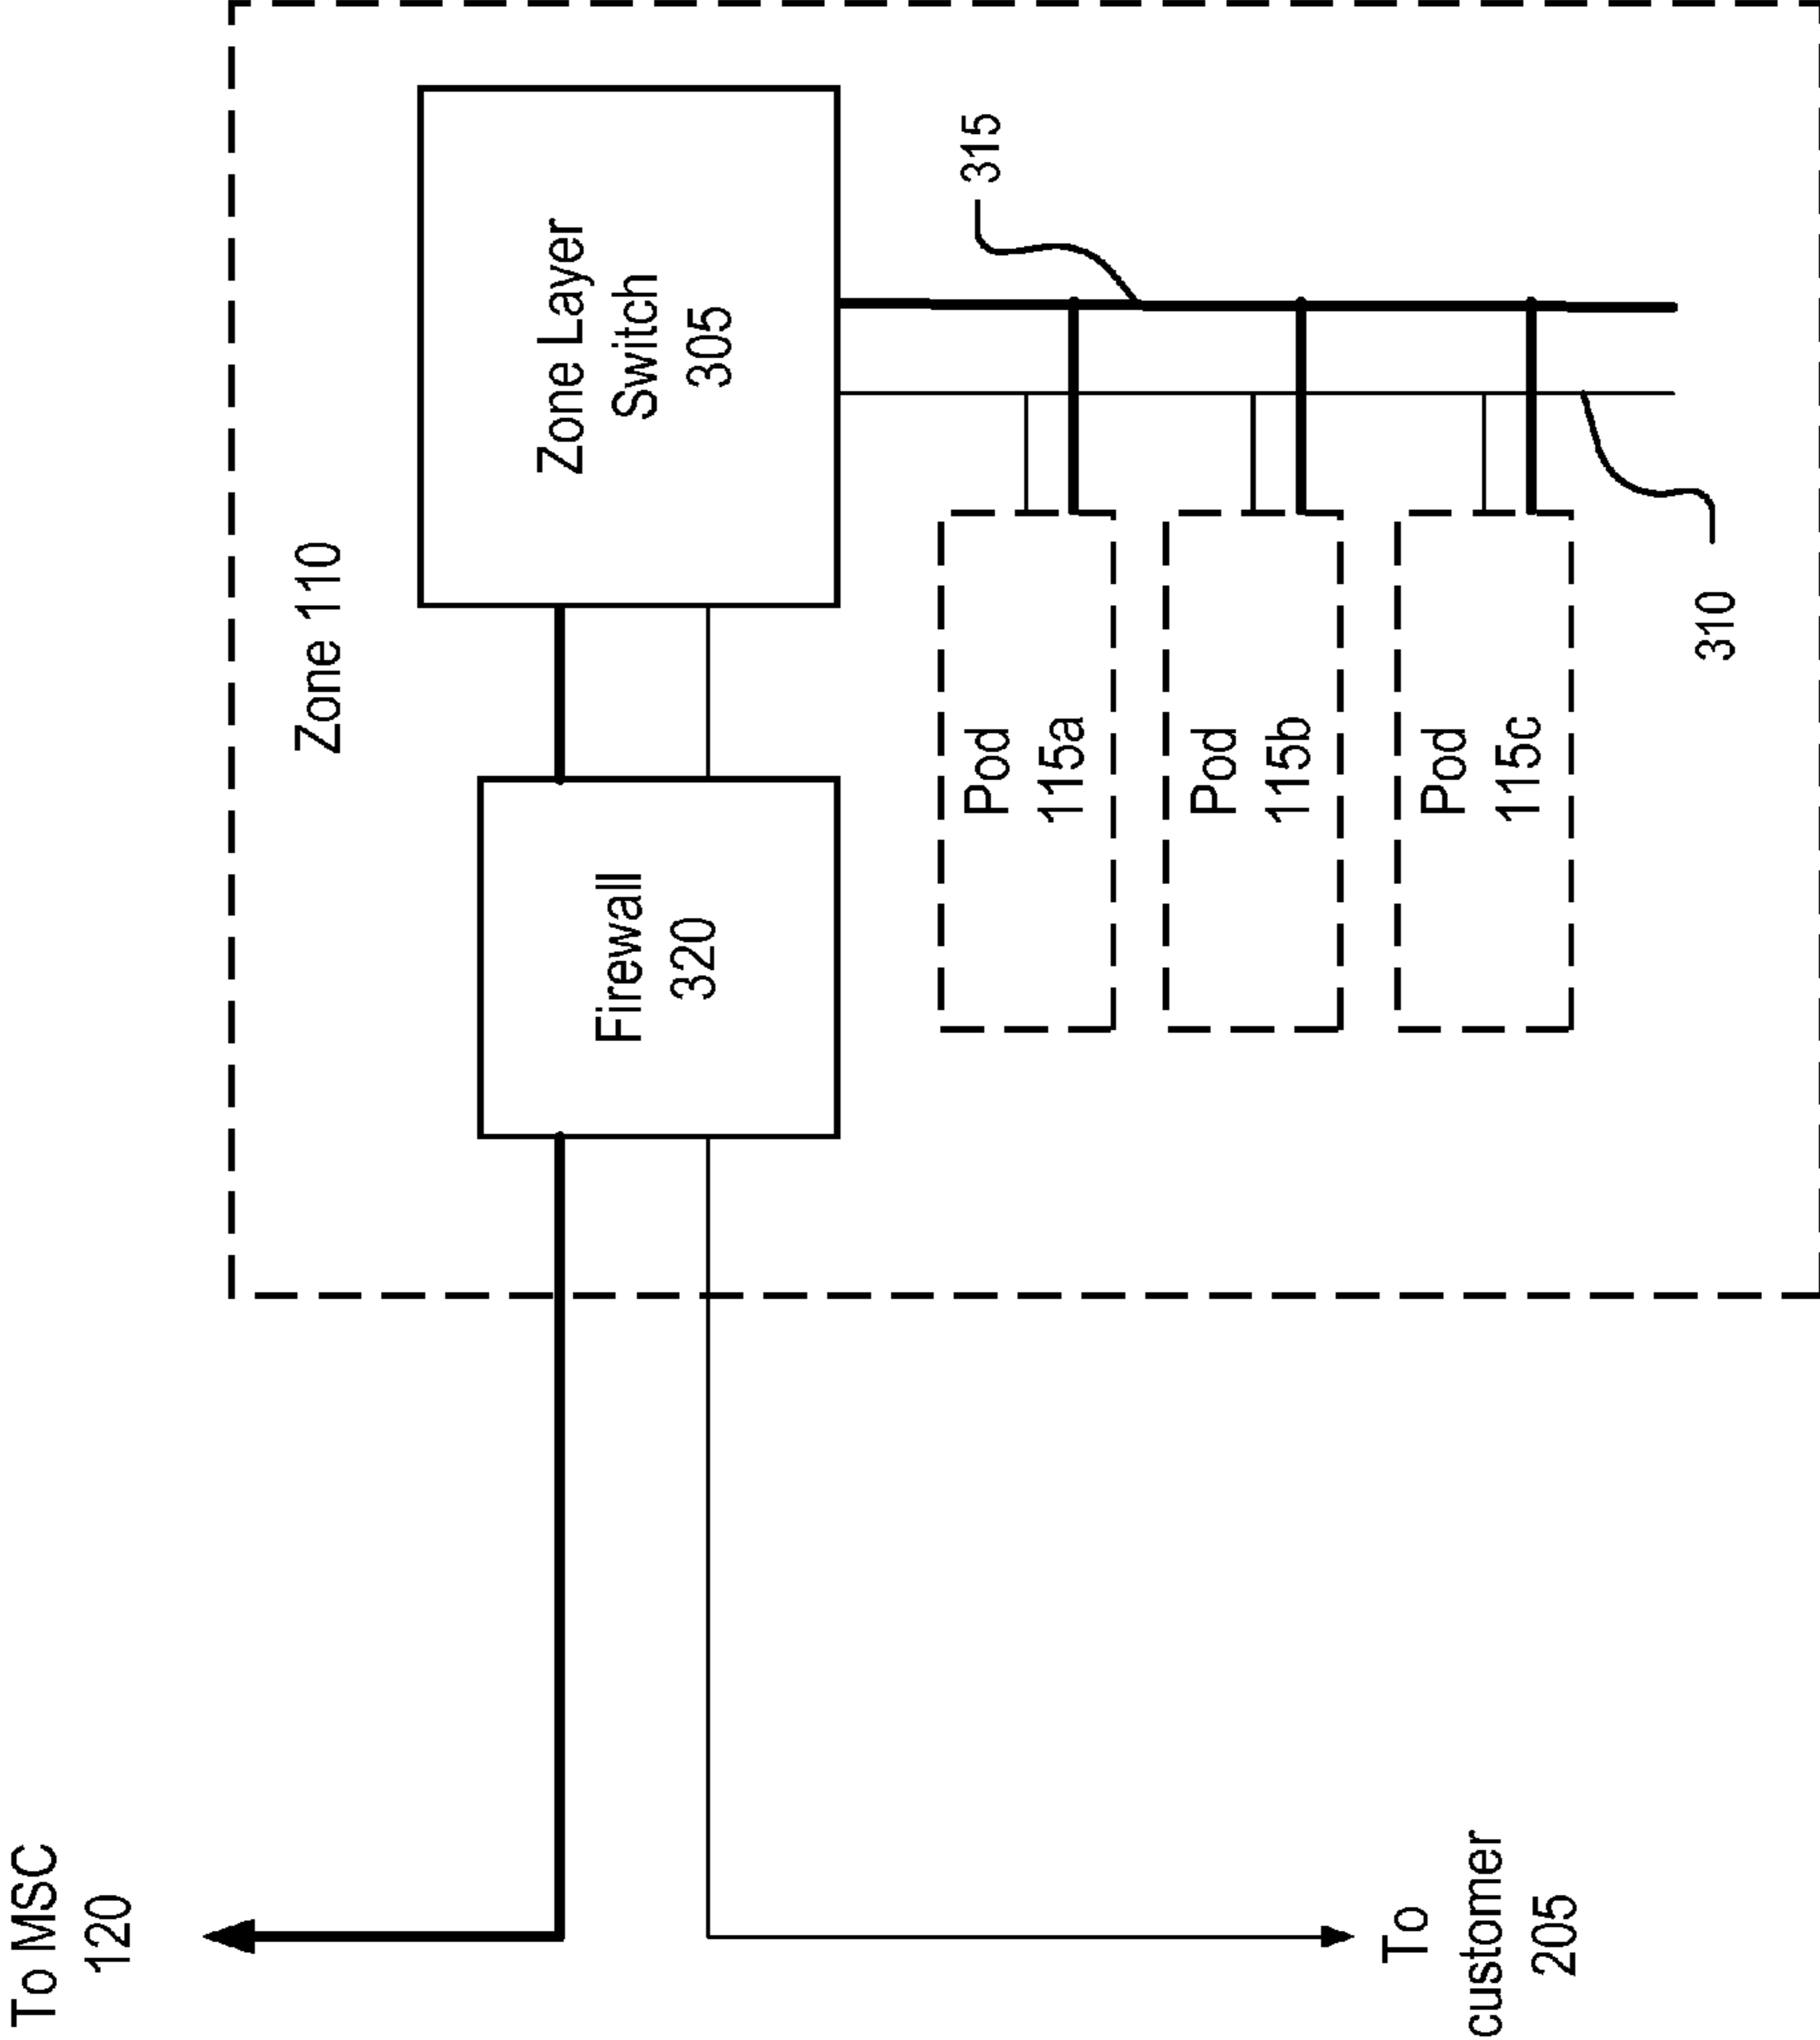 To MSC
120
Zone 110
Firewall
320
Zone Layer
Switch
305
315
Pod
115a
Pod
115b
Pod
115c
310
To
customer
205